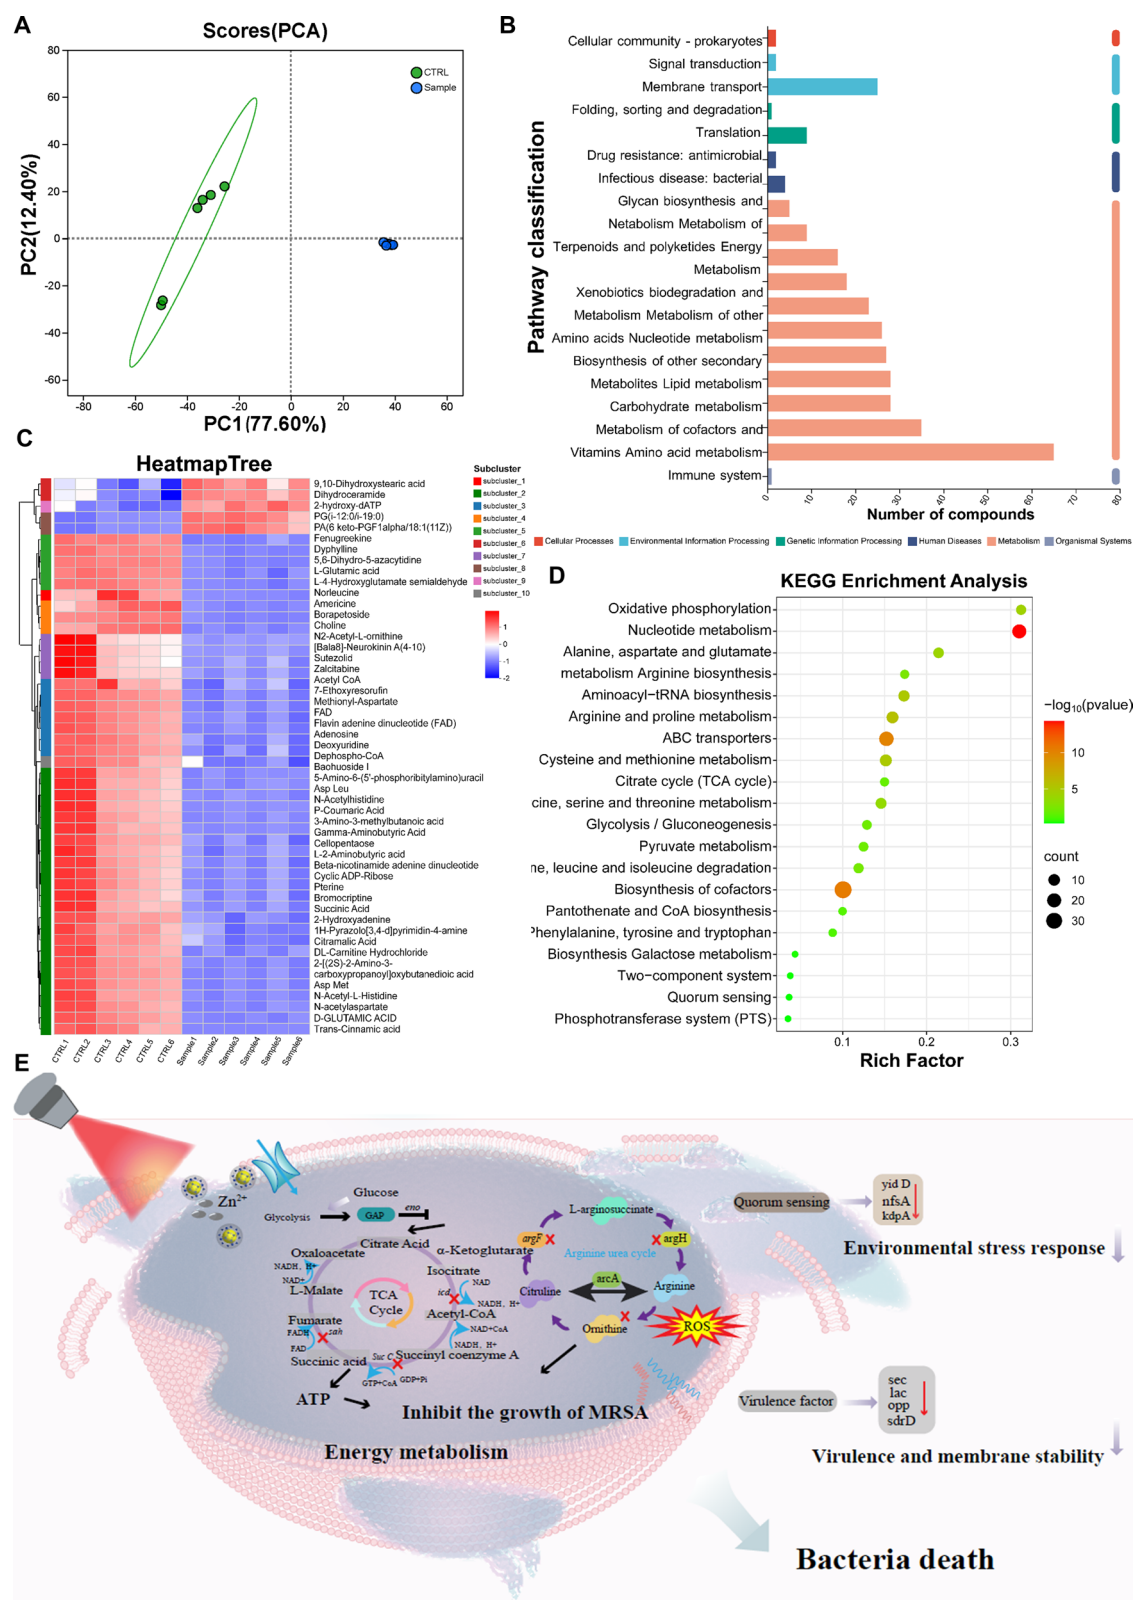 A
Scores(PCA)
80
60
40
20
0
-20
-40
-60
-80
-60
-40
-20
0
20
40
60
PC2(12.40%)
PC1(77.60%)
CTRL
Sample
B
Pathway classification
Cellular community - prokaryotes
Signal transduction
Membrane transport
Folding, sorting and degradation
Translation
Drug resistance: antimicrobial
Infectious disease: bacterial
Glycan biosynthesis and
Netabolism Metabolism of
Terpenoids and polyketides Energy
Metabolism
Xenobiotics biodegradation and
Metabolism Metabolism of other
Amino acids Nucleotide metabolism
Biosynthesis of other secondary
Metabolites Lipid metabolism
Carbohydrate metabolism
Metabolism of cofactors and
Vitamins Amino acid metabolism
Immune system
0
10
20
30
40
50
60
70
80
Number of compounds
Cellular Processes
Environmental Information Processing
Genetic Information Processing
Human Diseases
Metabolism
Organismal Systems
C
HeatmapTree
9,10-Dihydroxystearic acid
Dihydroceramide
2-hydroxy-dATP
PG(i-12:0/i-19:0)
PA(6 keto-PGF1alpha/18:1(11Z))
Fenugreekine
Dyphylline
5,6-Dihydro-5-azacytidine
L-Glutamic acid
L-4-Hydroxyglutamate semialdehyde
Norleucine
Americine
Borapetoside
Choline
N2-Acetyl-L-ornithine
[Bala8]-Neurokinin A(4-10)
Sutezolid
Zalcitabine
Acetyl CoA
7-Ethoxyresorufin
Methionyl-Aspartate
FAD
Flavin adenine dinucleotide (FAD)
Adenosine
Deoxyuridine
Dephospho-CoA
Baohuoside I
5-Amino-6-(5'-phosphoribitylamino)uracil
Asp Leu
N-Acetylhistidine
P-Coumaric Acid
3-Amino-3-methylbutanoic acid
Gamma-Aminobutyric Acid
Cellopentaose
L-2-Aminobutyric acid
Beta-nicotinamide adenine dinucleotide
Cyclic ADP-Ribose
Pterine
Bromocriptine
Succinic Acid
2-Hydroxyadenine
1H-Pyrazolo[3,4-d]pyrimidin-4-amine
Citramalic Acid
DL-Carnitine Hydrochloride
2-[(2S)-2-Amino-3-
carboxypropanoyl]oxybutanedioic acid
Asp Met
N-Acetyl-L-Histidine
N-acetylaspartate
D-GLUTAMIC ACID
Trans-Cinnamic acid
CTRL1
CTRL2
CTRL3
CTRL4
CTRL5
CTRL6
Sample1
Sample2
Sample3
Sample4
Sample5
Sample6
Subcluster
subcluster_1
subcluster_2
subcluster_3
subcluster_4
subcluster_5
subcluster_6
subcluster_7
subcluster_8
subcluster_9
subcluster_10
1
0
-1
-2
D
KEGG Enrichment Analysis
Oxidative phosphorylation
Nucleotide metabolism
Alanine, aspartate and glutamate
metabolism Arginine biosynthesis
Aminoacyl−tRNA biosynthesis
Arginine and proline metabolism
ABC transporters
Cysteine and methionine metabolism
Citrate cycle (TCA cycle)
cine, serine and threonine metabolism
Glycolysis / Gluconeogenesis
Pyruvate metabolism
ne, leucine and isoleucine degradation
Biosynthesis of cofactors
Pantothenate and CoA biosynthesis
Phenylalanine, tyrosine and tryptophan
Biosynthesis Galactose metabolism
Two−component system
Quorum sensing
Phosphotransferase system (PTS)
0.1
0.2
0.3
Rich Factor
−log10(pvalue)
10
5
count
10
20
30
E
Zn2+
Glucose
Glycolysis
GAP
eno
Citrate Acid
Oxaloacetate
α-Ketoglutarate
NADH, H+
NAD+
L-Malate
Isocitrate
NAD
icd
NADH, H+
TCA
Cycle
Acetyl-CoA
Fumarate
FADH
sah
FAD
NAD+CoA
NADH, H+
Succinic acid
Suc C
Succinyl coenzyme A
GTP+CoA
GDP+Pi
ATP
L-arginosuccinate
argF
argH
Arginine urea cycle
arcA
Citruline
Arginine
Ornithine
ROS
Inhibit the growth of MRSA
Energy metabolism
Quorum sensing
yid D
nfsA
kdpA
Environmental stress response
Virulence factor
sec
lac
opp
sdrD
Virulence and membrane stability
Bacteria death